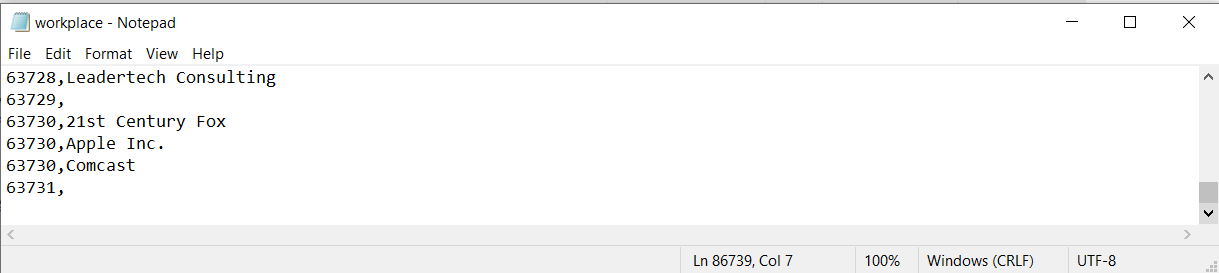 workplace - Notepad
File Edit Format View Help
63728,Leadertech Consulting
63729,
63730,21st Century Fox
63730,Apple Inc.
63730,Comcast
63731,
Ln 86739, Col 7 100% Windows (CRLF) UTF-8